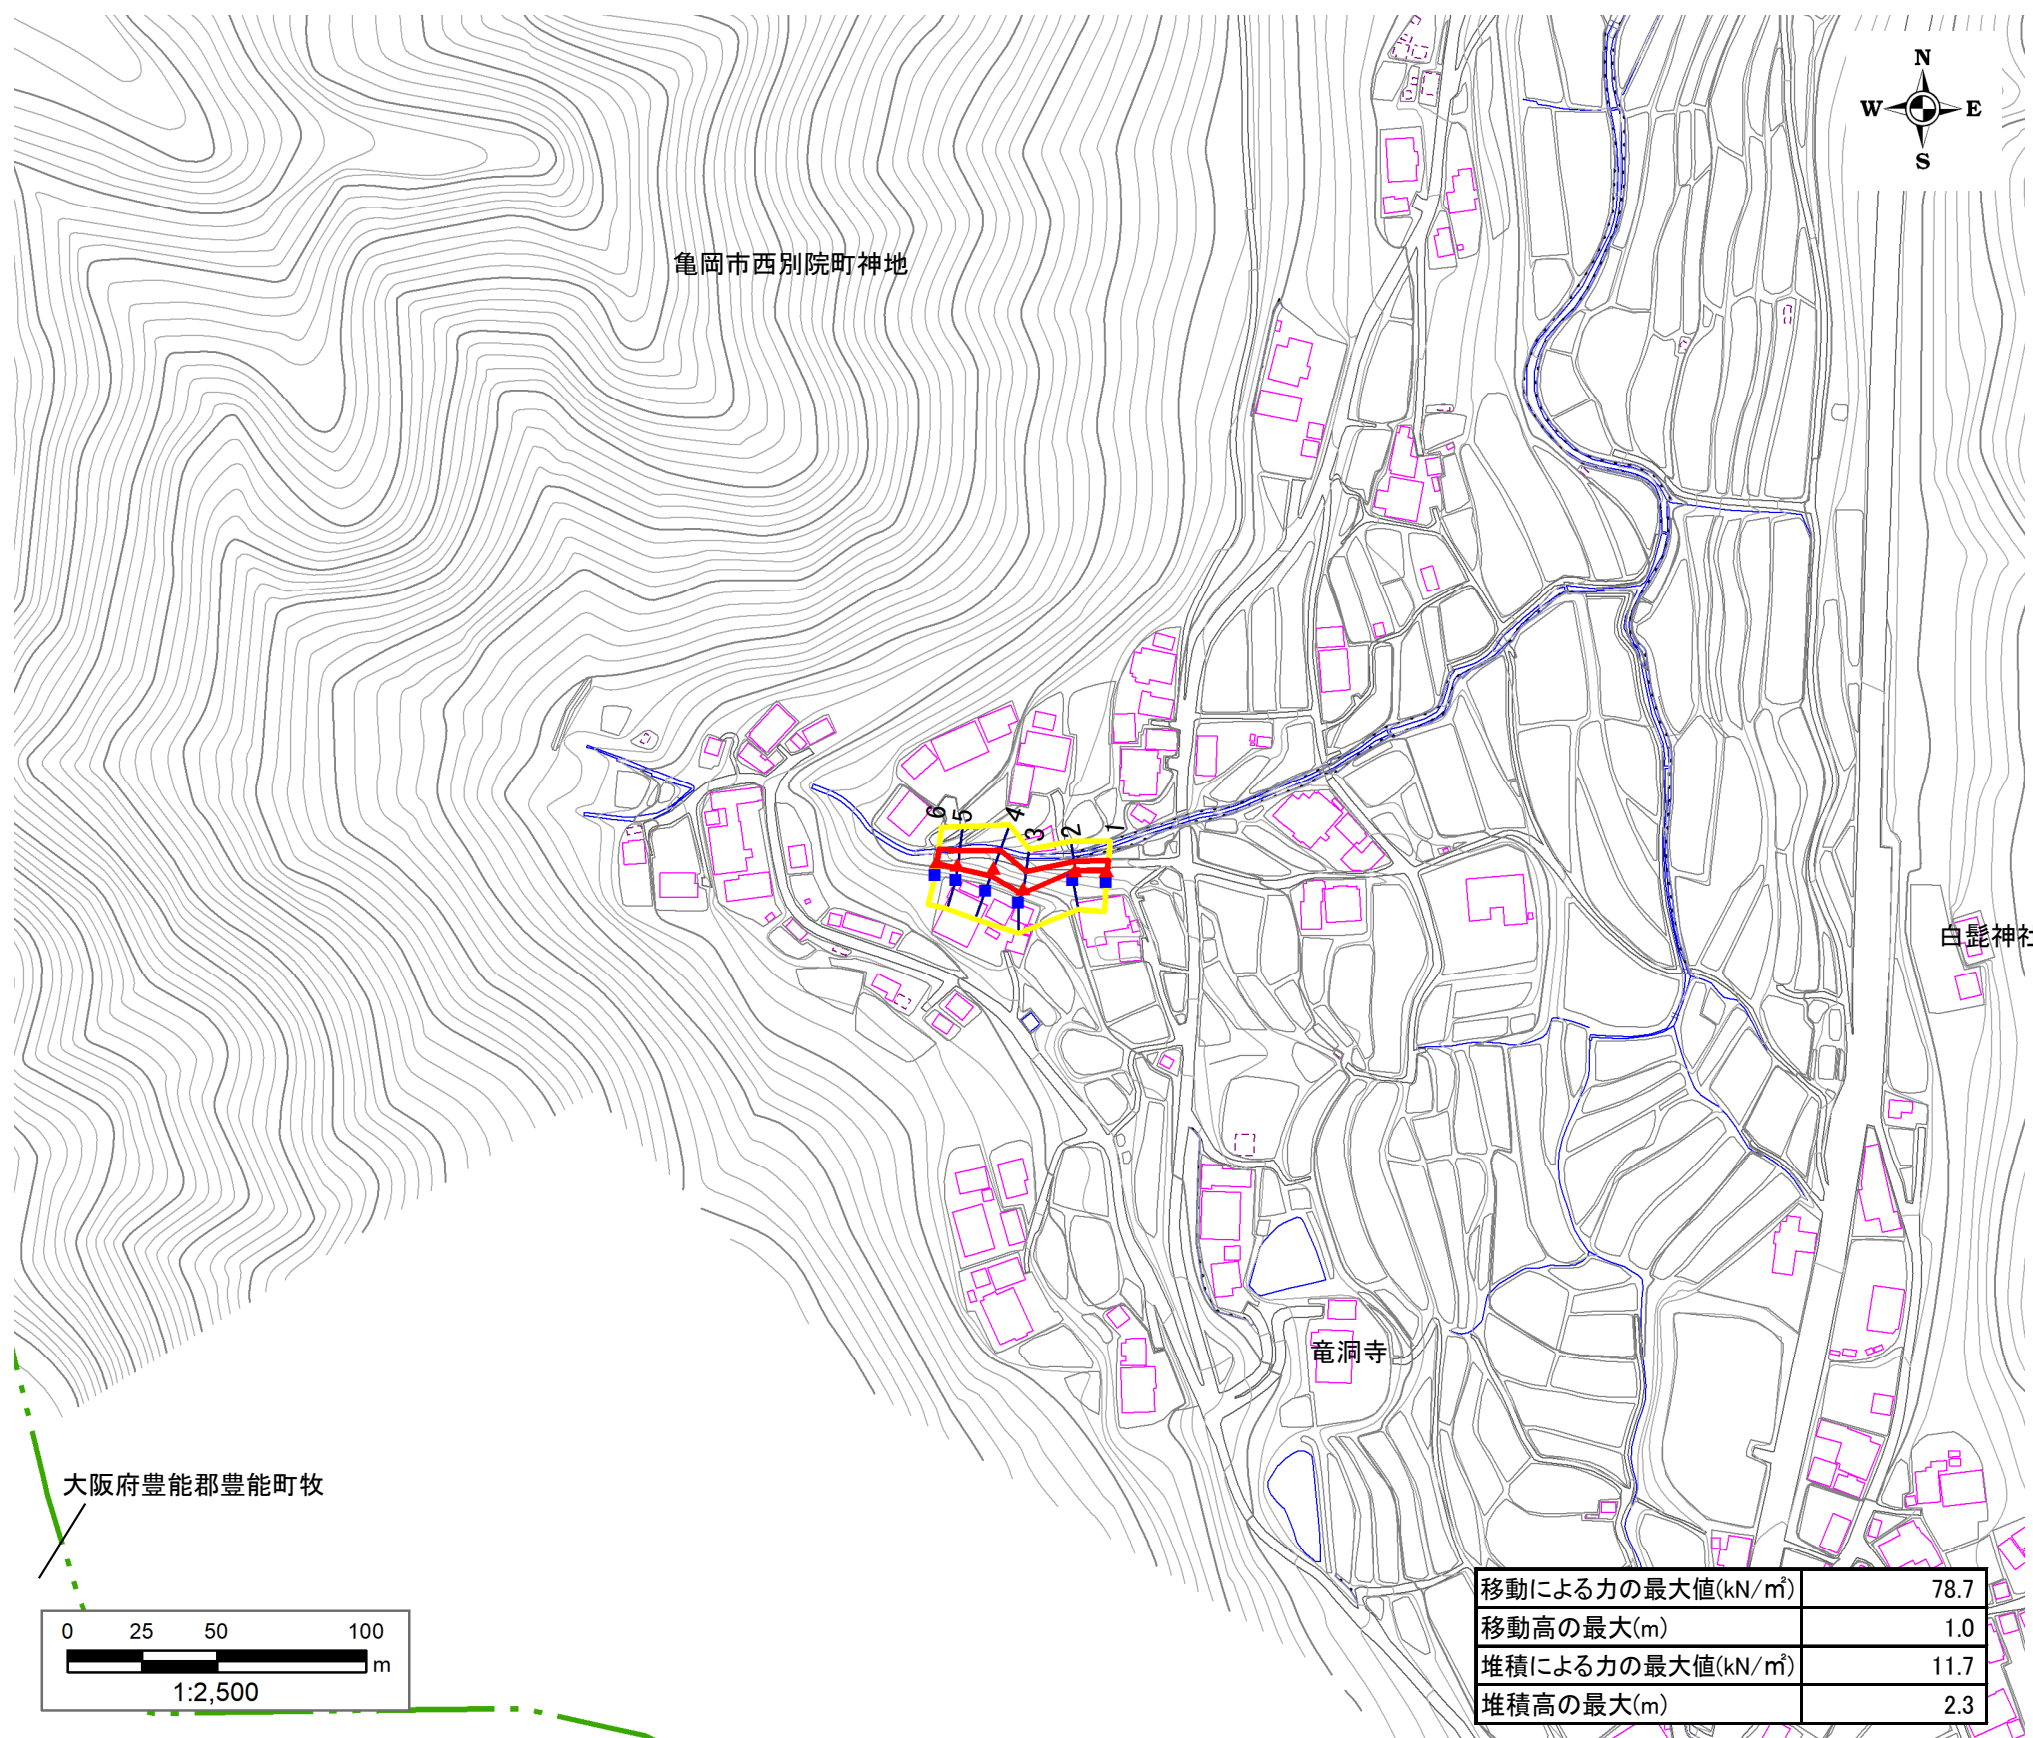 N
W E
S
亀岡市西別院町神地
6
5
4
3
2
1
白髭神社
竜洞寺
大阪府豊能郡豊能町牧
0 25 50 100
m
1:2,500
移動による力の最大値(kN/㎡) 78.7
移動高の最大(m) 1.0
堆積による力の最大値(kN/㎡) 11.7
堆積高の最大(m) 2.3